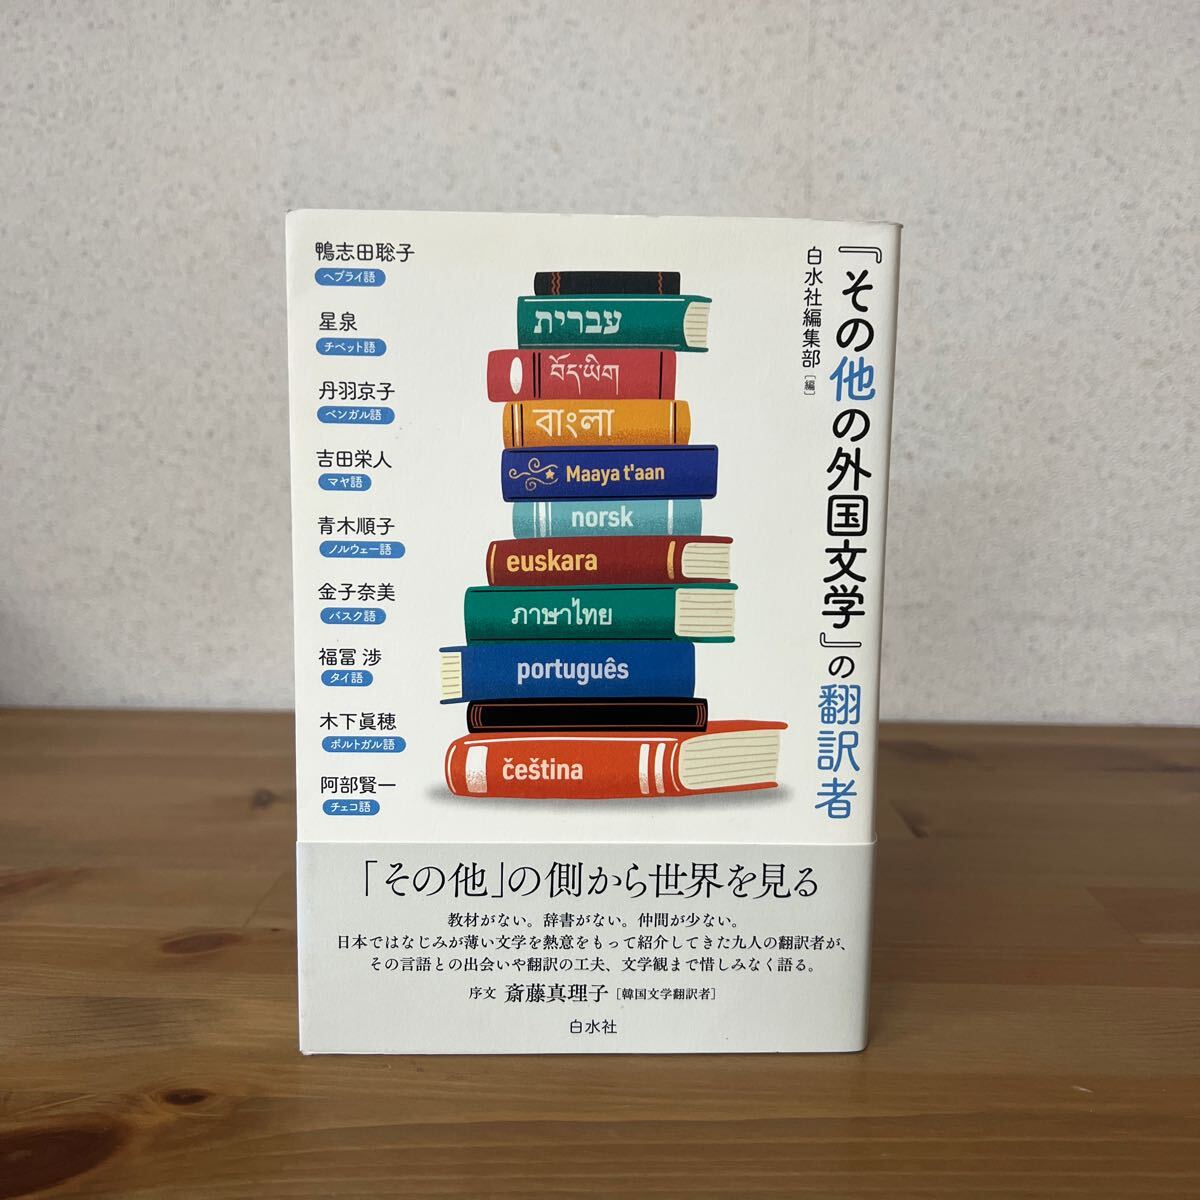 『その他の外国文学』の翻訳者
白水社編集部[編]
鴨志田聡子
ヘブライ語
星泉
チベット語
丹羽京子
ベンガル語
吉田栄人
マヤ語
青木順子
ノルウェー語
金子奈美
バスク語
福冨 渉
タイ語
木下眞穂
ポルトガル語
阿部賢一
チェコ語
עברית
བོད་ཡིག
বাংলা
Maaya t'aan
norsk
euskara
ภาษาไทย
português
čeština
「その他」の側から世界を見る
教材がない。辞書がない。仲間が少ない。
日本ではなじみが薄い文学を熱意をもって紹介してきた九人の翻訳者が、
その言語との出会いや翻訳の工夫、文学観まで惜しみなく語る。
序文 斎藤真理子[韓国文学翻訳者]
白水社